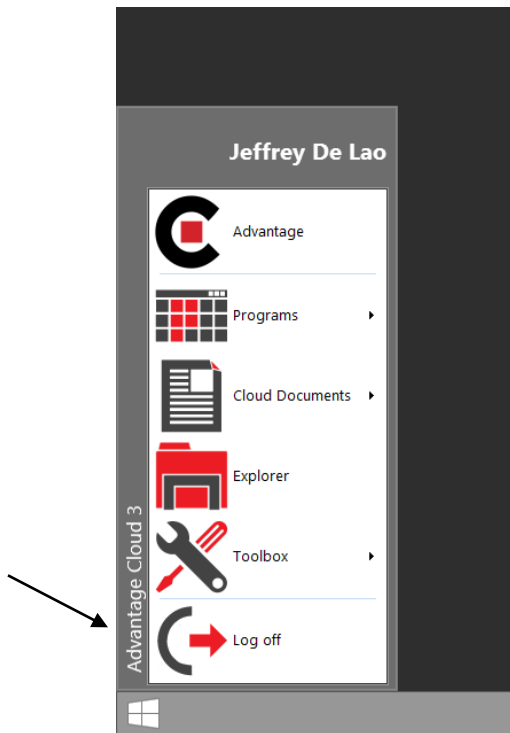 Jeffrey De Lao
Advantage
Programs
Cloud Documents
Explorer
Toolbox
Log off
Advantage Cloud 3